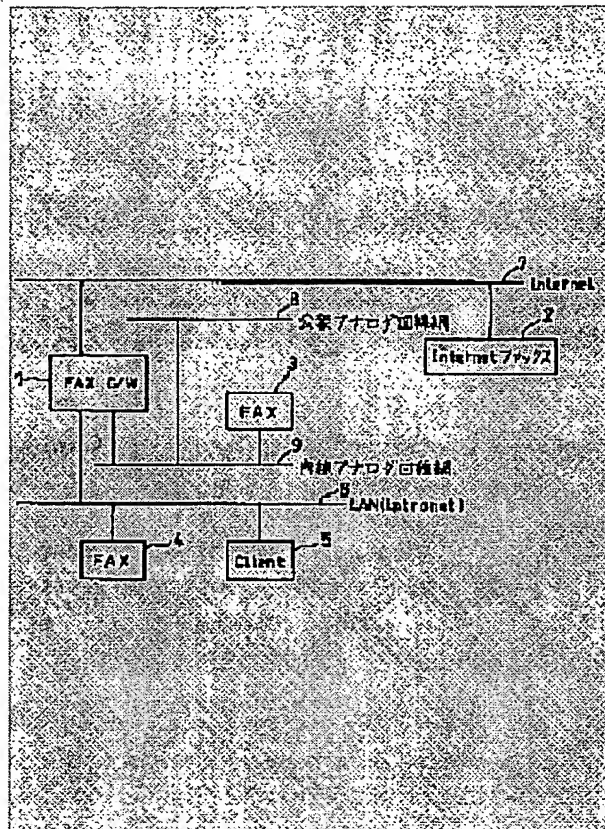 7
Internet
8
公衆アナログ回線網
2
Internetファックス
1
FAX G/W
3
FAX
9
内線アナログ回線網
6
LAN(Intranet)
FAX
4
Client
5